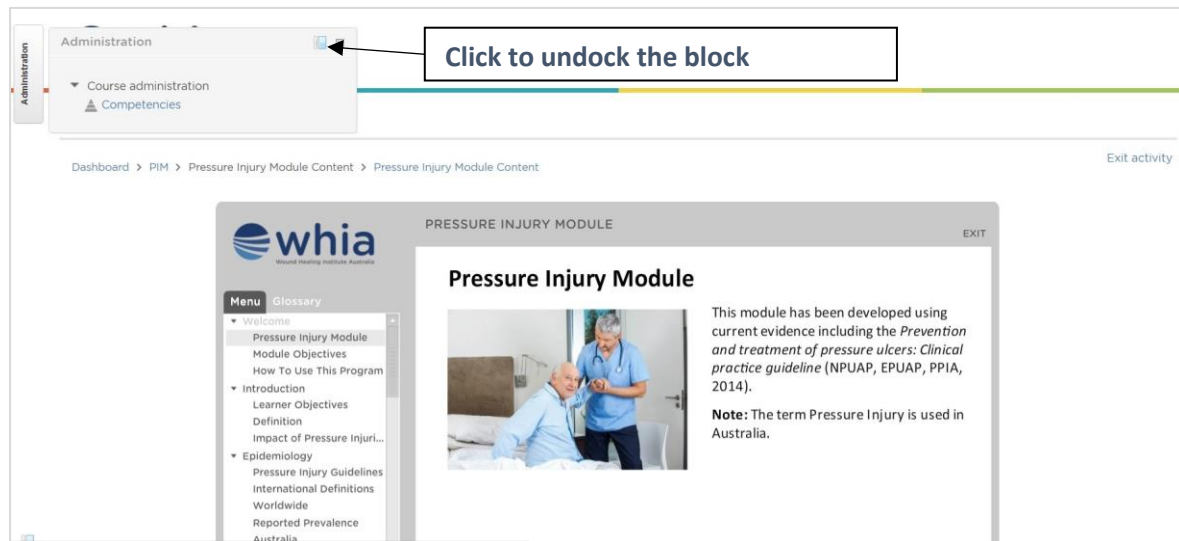 Administration
Administration
Click to undock the block
Course administration
Competencies
Dashboard > PIM > Pressure Injury Module Content > Pressure Injury Module Content
Exit activity
whia
Wound Healing Institute Australia
PRESSURE INJURY MODULE
EXIT
Menu Glossary
Welcome
Pressure Injury Module
Module Objectives
How To Use This Program
Introduction
Learner Objectives
Definition
Impact of Pressure Injuri...
Epidemiology
Pressure Injury Guidelines
International Definitions
Worldwide
Reported Prevalence
Australia
Pressure Injury Module
This module has been developed using
current evidence including the Prevention
and treatment of pressure ulcers: Clinical
practice guideline (NPUAP, EPUAP, PPIA,
2014).
Note: The term Pressure Injury is used in
Australia.